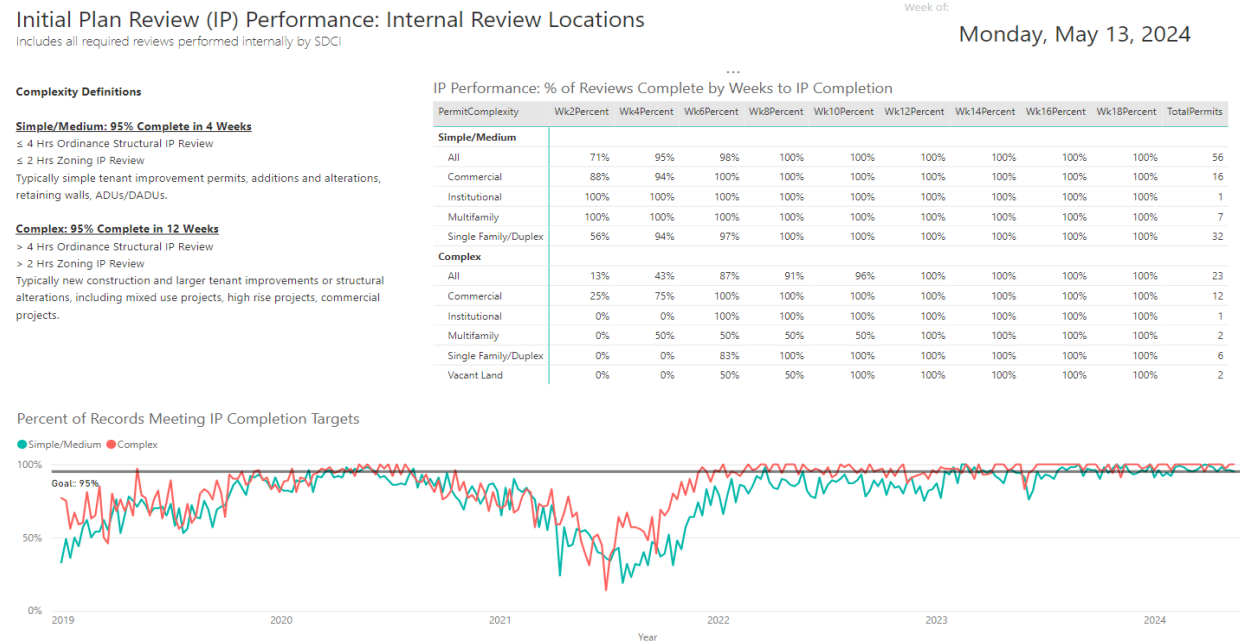 Initial Plan Review (IP) Performance: Internal Review Locations
Includes all required reviews performed internally by SDCI
Week of:
Monday, May 13, 2024
Complexity Definitions
Simple/Medium: 95% Complete in 4 Weeks
≤ 4 Hrs Ordinance Structural IP Review
≤ 2 Hrs Zoning IP Review
Typically simple tenant improvement permits, additions and alterations,
retaining walls, ADUs/DADUs.
Complex: 95% Complete in 12 Weeks
> 4 Hrs Ordinance Structural IP Review
> 2 Hrs Zoning IP Review
Typically new construction and larger tenant improvements or structural
alterations, including mixed use projects, high rise projects, commercial
projects.
IP Performance: % of Reviews Complete by Weeks to IP Completion
PermitComplexity Wk2Percent Wk4Percent Wk6Percent Wk8Percent Wk10Percent Wk12Percent Wk14Percent Wk16Percent Wk18Percent TotalPermits
Simple/Medium
All 71% 95% 98% 100% 100% 100% 100% 100% 100% 56
Commercial 88% 94% 100% 100% 100% 100% 100% 100% 100% 16
Institutional 100% 100% 100% 100% 100% 100% 100% 100% 100% 1
Multifamily 100% 100% 100% 100% 100% 100% 100% 100% 100% 7
Single Family/Duplex 56% 94% 97% 100% 100% 100% 100% 100% 100% 32
Complex
All 13% 43% 87% 91% 96% 100% 100% 100% 100% 23
Commercial 25% 75% 100% 100% 100% 100% 100% 100% 100% 12
Institutional 0% 0% 100% 100% 100% 100% 100% 100% 100% 1
Multifamily 0% 50% 50% 50% 50% 100% 100% 100% 100% 2
Single Family/Duplex 0% 0% 83% 100% 100% 100% 100% 100% 100% 6
Vacant Land 0% 0% 50% 50% 100% 100% 100% 100% 100% 2
Percent of Records Meeting IP Completion Targets
Simple/Medium Complex
100%
Goal: 95%
50%
0%
2019 2020 2021 2022 2023 2024
Year